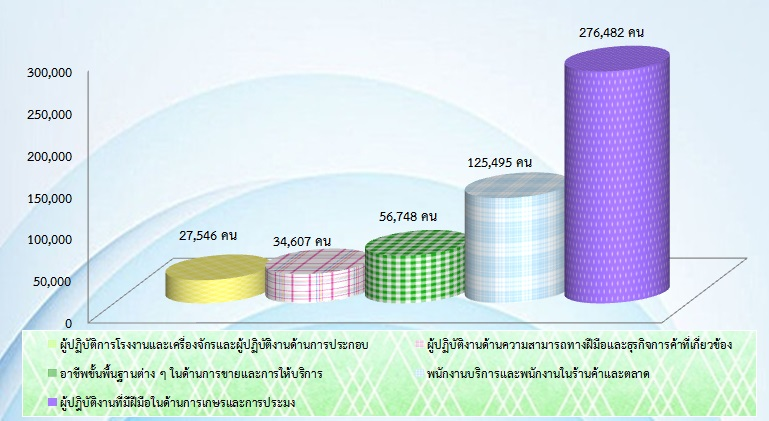 276,482 คน
300,000
250,000
200,000
125,495 คน
150,000
56,748 คน
100,000
27,546 คน
34,607 คน
50,000
0
ผู้ปฏิบัติการโรงงานและเครื่องจักรและผู้ปฏิบัติงานด้านการประกอบ
ผู้ปฏิบัติงานด้านความสามารถทางฝีมือและธุรกิจการค้าที่เกี่ยวข้อง
อาชีพขั้นพื้นฐานต่าง ๆ ในด้านการขายและการให้บริการ
พนักงานบริการและพนักงานในร้านค้าและตลาด
ผู้ปฏิบัติงานที่มีฝีมือในด้านการเกษรและการประมง